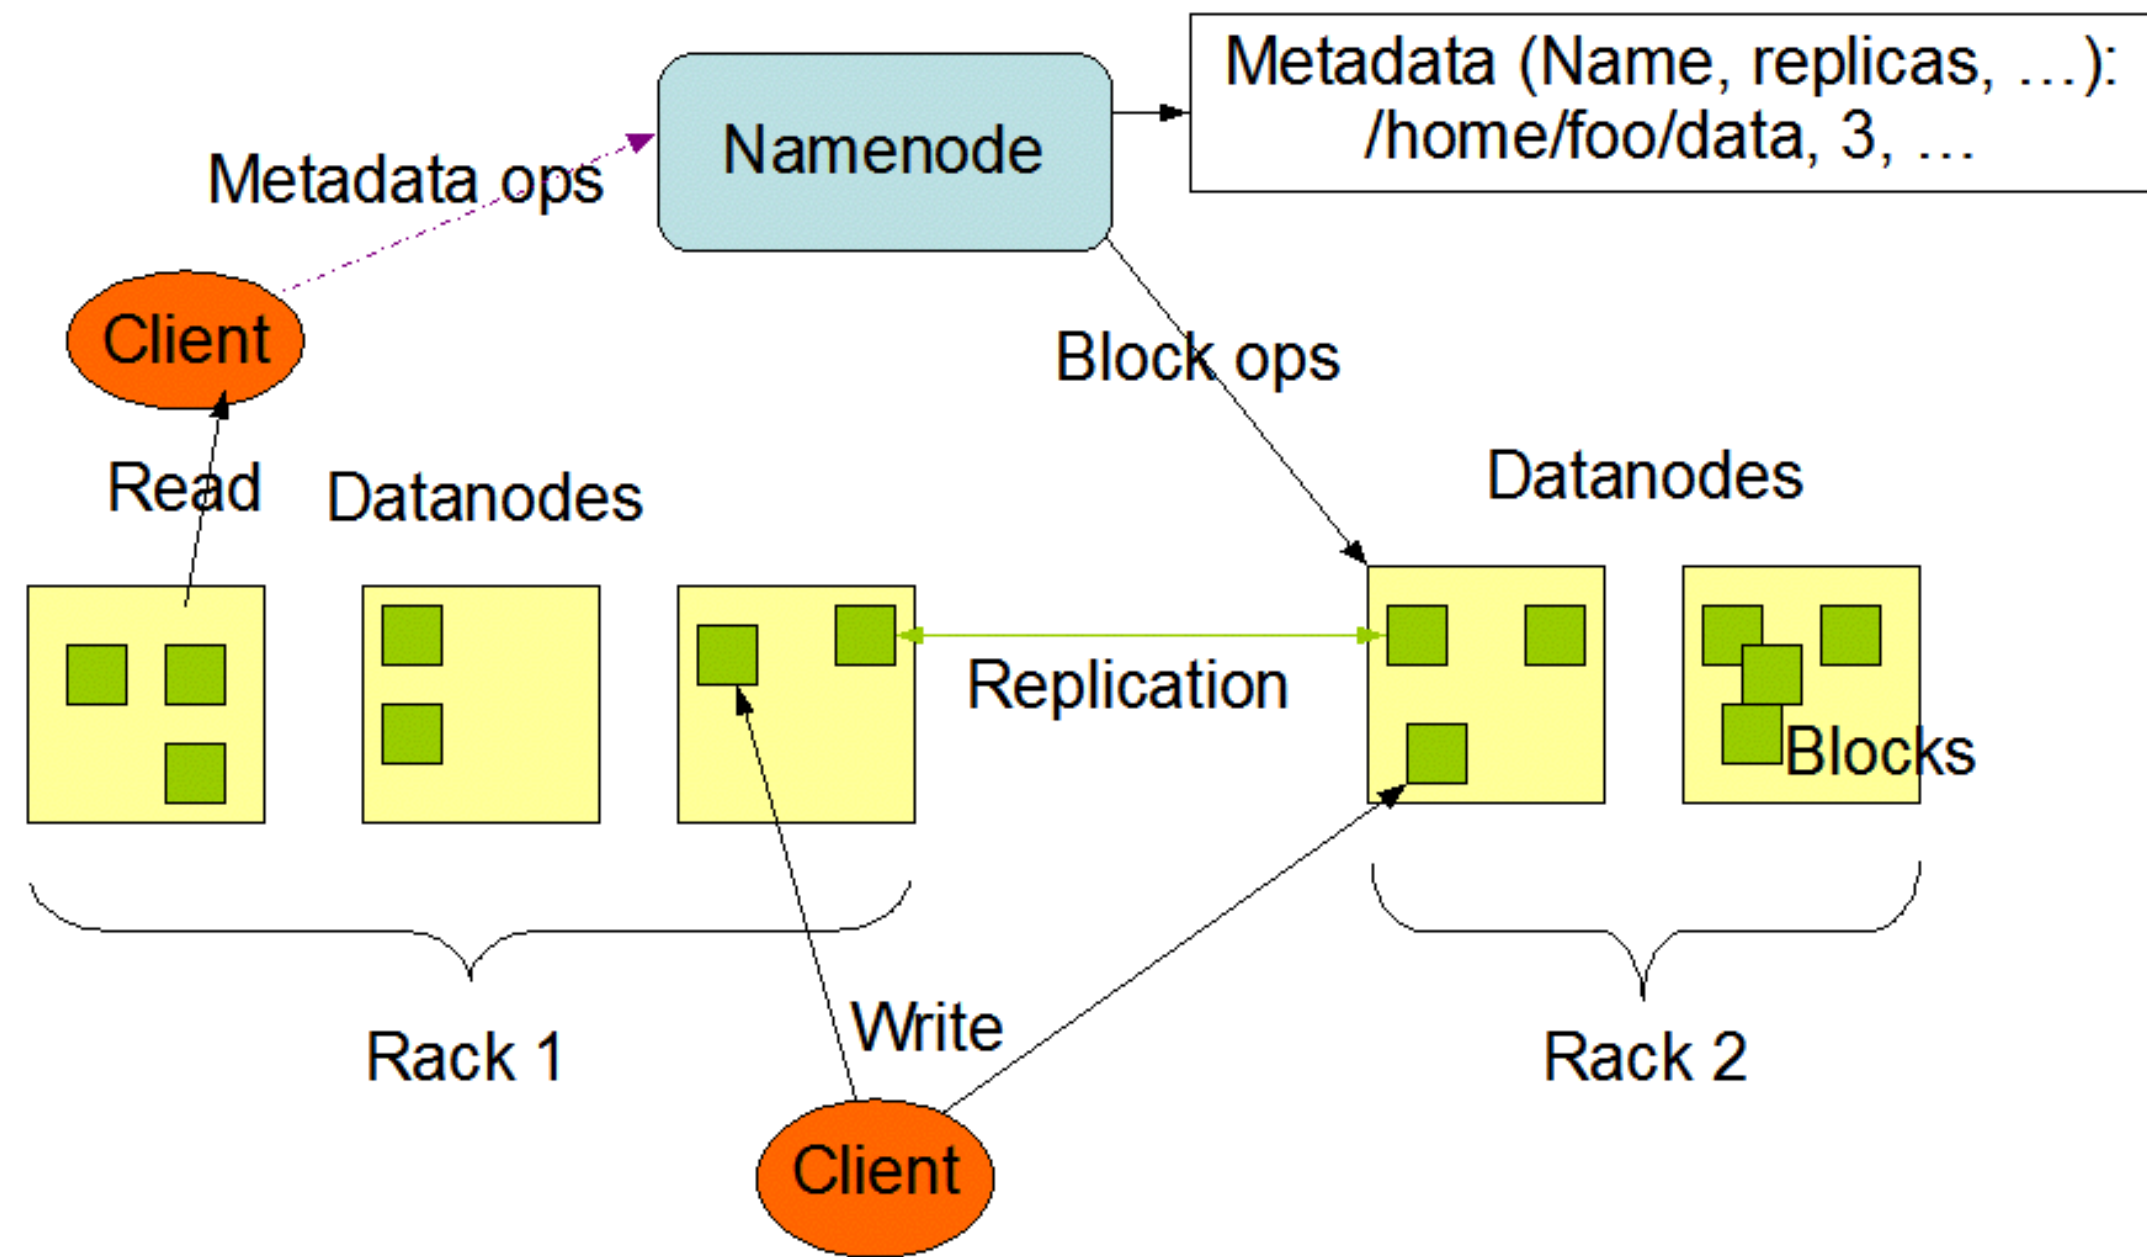 Metadata (Name, replicas, …):
/home/foo/data, 3, …
Namenode
Metadata ops
Client
Block ops
Read
Datanodes
Datanodes
Replication
Blocks
Rack 1
Write
Rack 2
Client